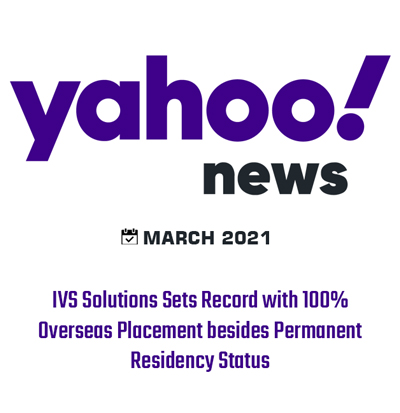 yahoo!
news
MARCH 2021
IVS Solutions Sets Record with 100%
Overseas Placement besides Permanent
Residency Status